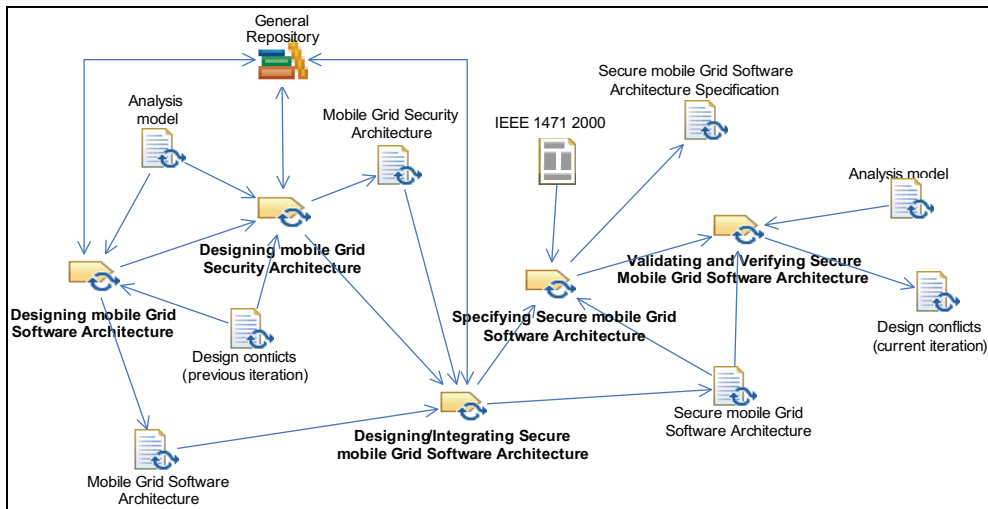 General
Repository
Analysis
model
Mobile Grid Security
Architecture
IEEE 1471 2000
Secure mobile Grid Software
Architecture Specification
Analysis model
Designing mobile Grid
Security Architecture
Designing mobile Grid
Software Architecture
Design conflicts
(previous iteration)
Validating and Verifying Secure
Mobile Grid Software Architecture
Specifying Secure mobile Grid
Software Architecture
Design conflicts
(current iteration)
Mobile Grid Software
Architecture
Designing/Integrating Secure
mobile Grid Software Architecture
Secure mobile Grid
Software Architecture